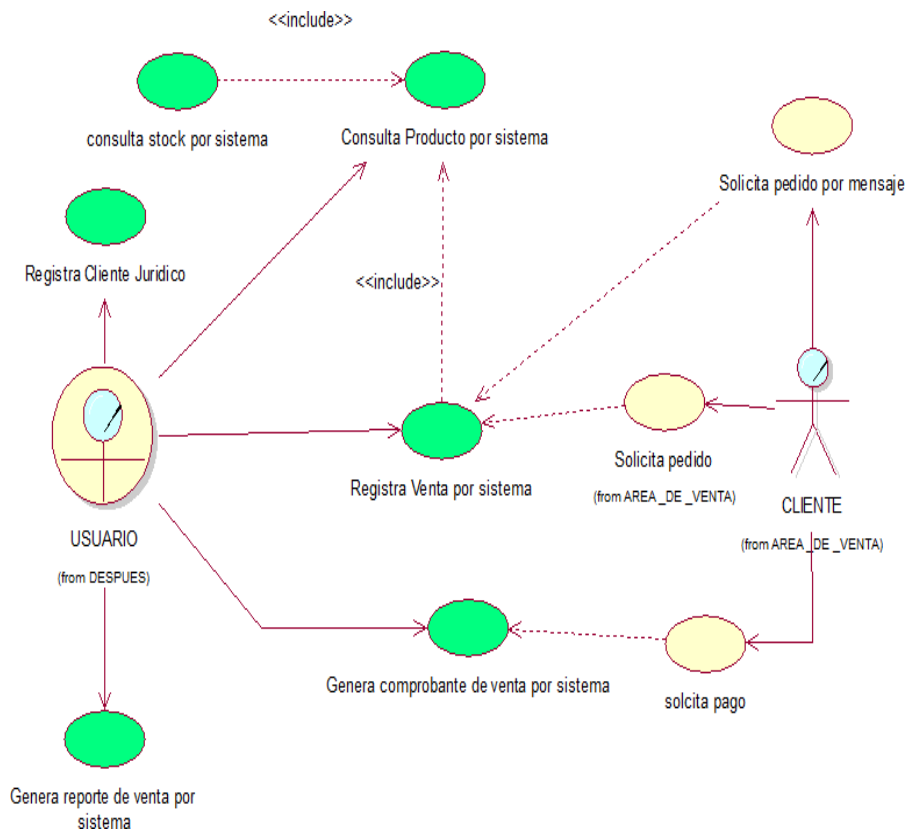 <<include>>
consulta stock por sistema
Consulta Producto por sistema
Solicita pedido por mensaje
Registra Cliente Juridico
<<include>>
Solicita pedido
(from AREA_DE_VENTA)
Registra Venta por sistema
CLIENTE
(from AREA_DE_VENTA)
USUARIO
(from DESPUES)
Genera comprobante de venta por sistema
solcita pago
Genera reporte de venta por
sistema